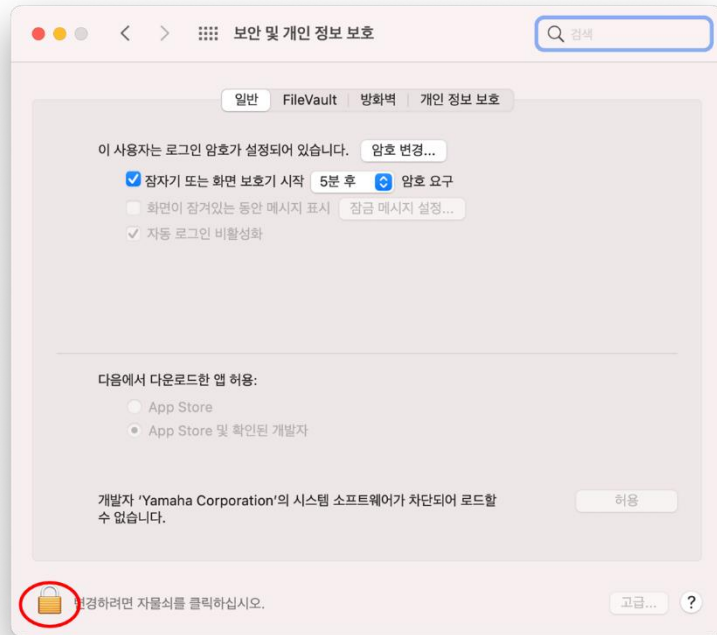 보안 및 개인 정보 보호
검색
일반 FileVault 방화벽 개인 정보 보호
이 사용자는 로그인 암호가 설정되어 있습니다. 암호 변경...
잠자기 또는 화면 보호기 시작 5분 후 암호 요구
화면이 잠겨있는 동안 메시지 표시 잠금 메시지 설정...
자동 로그인 비활성화
다음에서 다운로드한 앱 허용:
App Store
App Store 및 확인된 개발자
개발자 ‘Yamaha Corporation’의 시스템 소프트웨어가 차단되어 로드할
수 없습니다.
허용
변경하려면 자물쇠를 클릭하십시오.
고급... ?